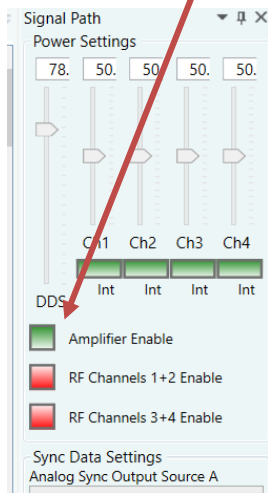 Signal Path
Power Settings
78. 50. 50. 50. 50.
Ch1 Ch2 Ch3 Ch4
Int Int Int Int
DDS
Amplifier Enable
RF Channels 1+2 Enable
RF Channels 3+4 Enable
Sync Data Settings
Analog Sync Output Source A